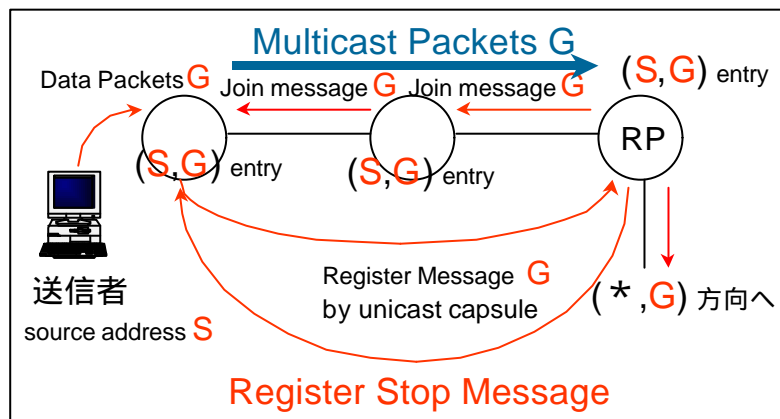 Multicast Packets G
Data Packets G
Join message G
Join message G
(S,G) entry
RP
(S,G) entry
(S,G) entry
送信者
source address S
Register Message G
by unicast capsule
(*,G) 方向へ
Register Stop Message